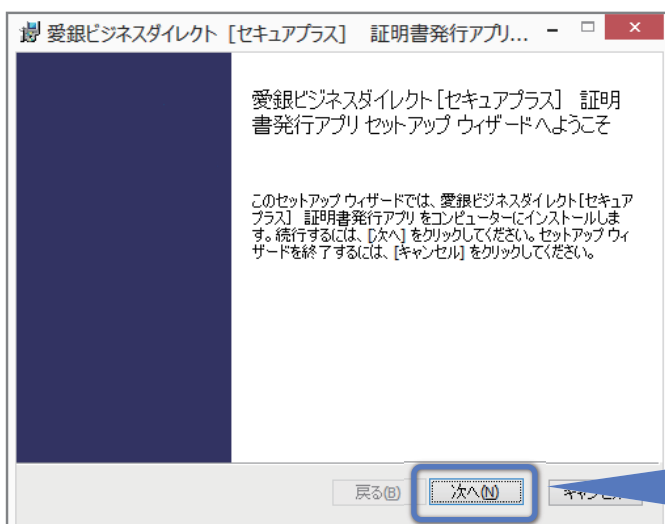 愛銀ビジネスダイレクト [セキュアプラス]　証明書発行アプリ...
愛銀ビジネスダイレクト[セキュアプラス]　証明
書発行アプリ セットアップ ウィザード へようこそ
このセットアップ ウィザードでは、愛銀ビジネスダイレクト[セキュア
プラス]　証明書発行アプリ をコンピューターにインストールしま
す。続行するには、[次へ] をクリックしてください。セットアップ ウィ
ザードを終了するには、[キャンセル] をクリックしてください。
戻る(B)
次へ(N)